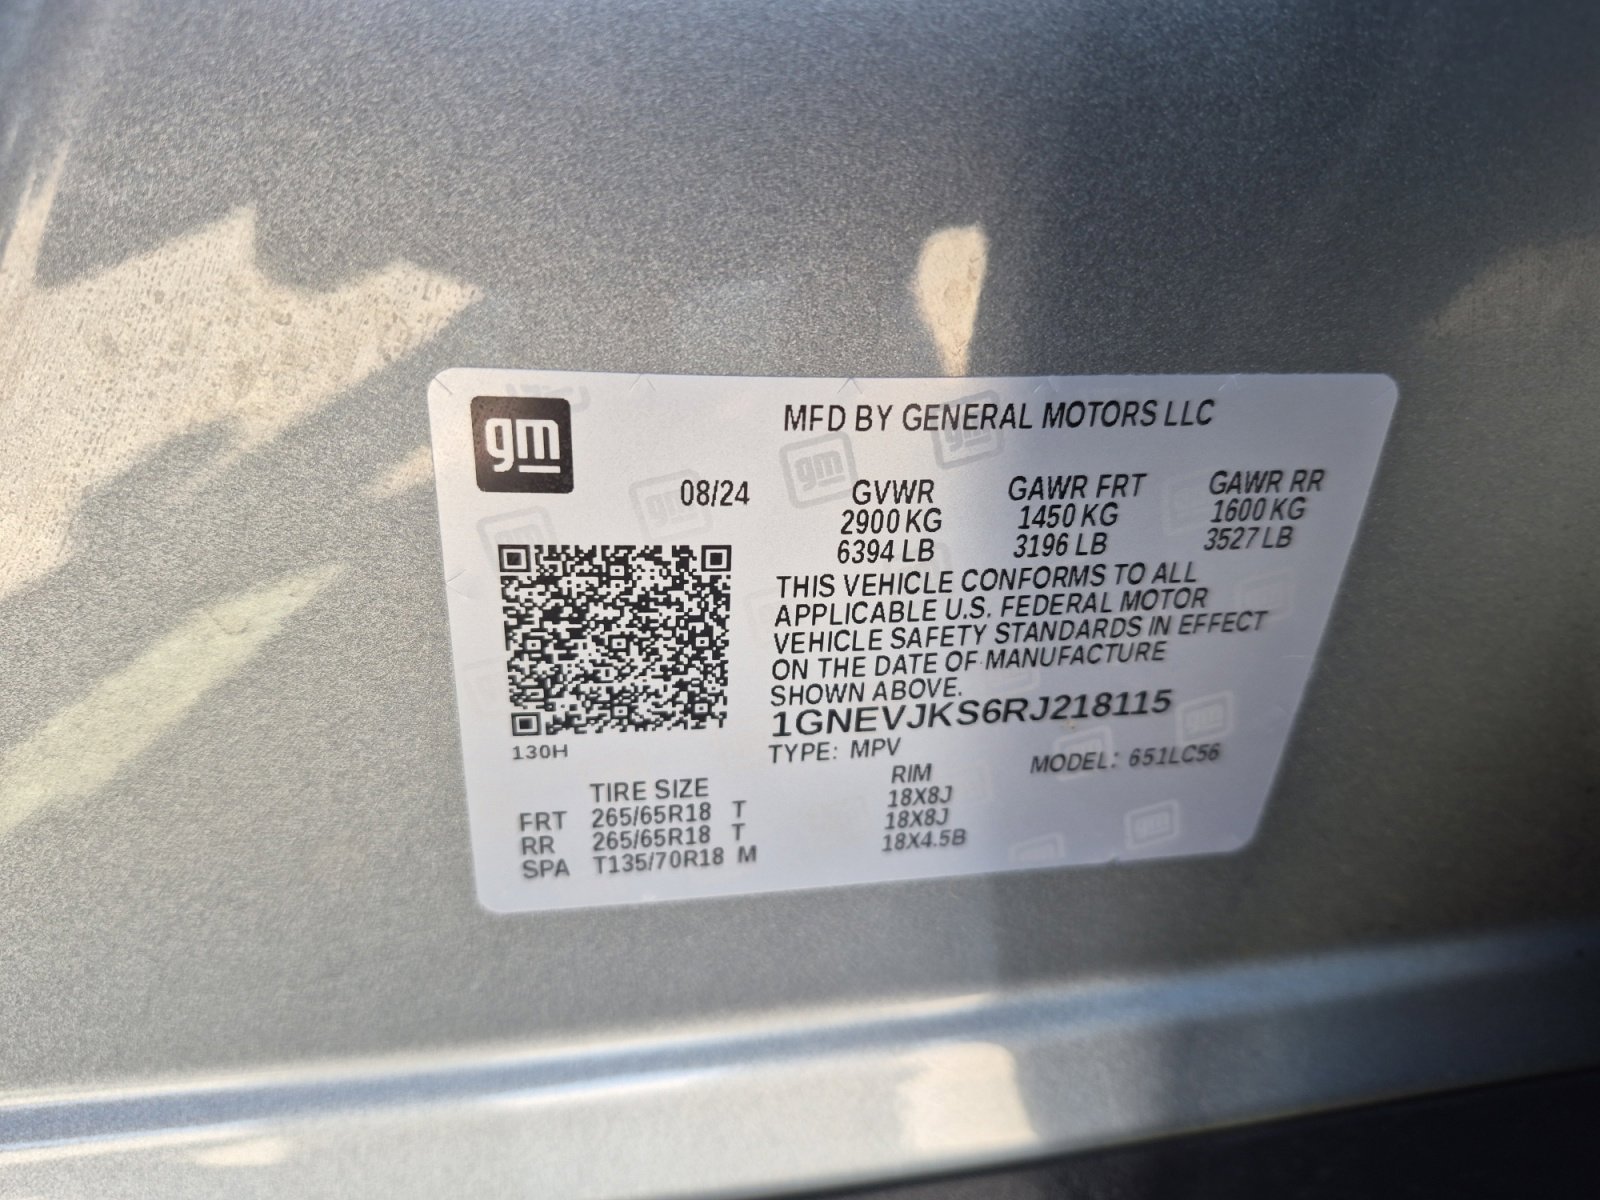 gm
MFD BY GENERAL MOTORS LLC
08/24
GVWR GAWR FRT GAWR RR
2900 KG 1450 KG 1600 KG
6394 LB 3196 LB 3527 LB
THIS VEHICLE CONFORMS TO ALL
APPLICABLE U.S. FEDERAL MOTOR
VEHICLE SAFETY STANDARDS IN EFFECT
ON THE DATE OF MANUFACTURE
SHOWN ABOVE.
1GNEVJKS6RJ218115
130H
TYPE: MPV MODEL: 651LC56
TIRE SIZE RIM
FRT 265/65R18 T 18X8J
RR 265/65R18 T 18X8J
SPA T135/70R18 M 18X4.5B